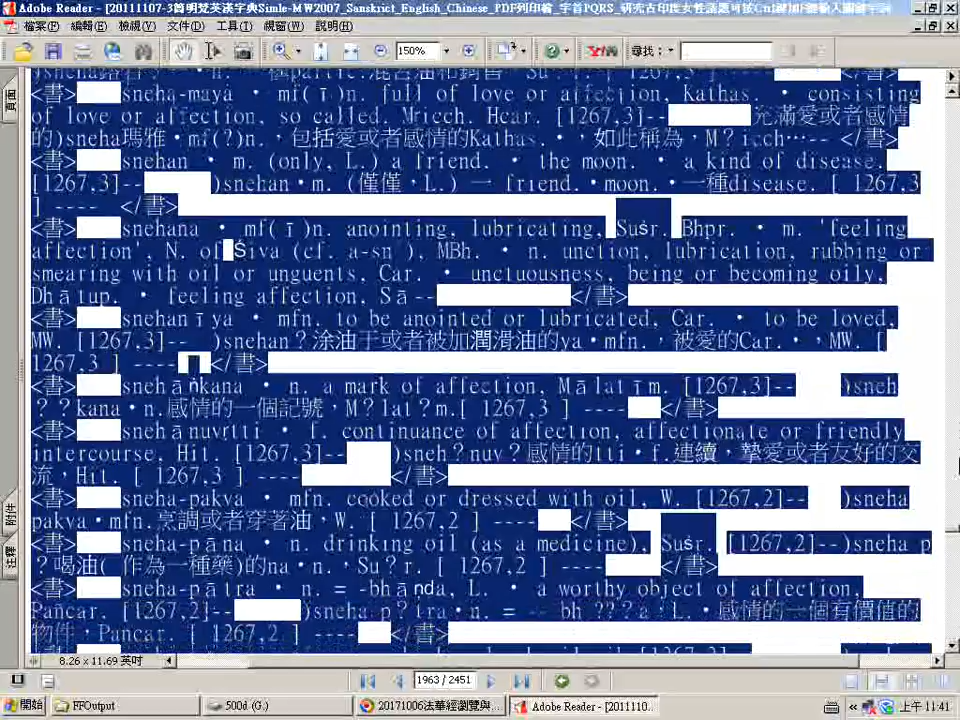 Adobe Reader - [20111107-3簡明梵英漢字典Simle-MW2007_Sanskrict_English_Chinese_PDF列印檔_字首PQRS_研究古印度女性議題可按Ctrl
檔案(F) 編輯(E) 檢視(V) 文件(D) 工具(T) 視窗(W) 說明(H)
150% 尋找:
頁面
附件
注釋
<書> sneha-maya • mf(ī)n. full of love or affection, Kathas. • consisting
of love or affection, so called. Mricch. Hcar. [1267,3]-- )充滿愛或者感情
的)sneha瑪雅•mf(?)n. 包括愛或者感情的Kathas. •,如此稱為,M?icch…-- </書>
<書> snehan • m. (only, L.) a friend. • the moon. • a kind of disease.
[1267,3]-- )snehan•m. (僅僅,L.) 一 friend.•moon.•一種disease. [ 1267,3
] ---- </書>
<書> snehana • mf(ī)n. anointing, lubricating, Suśr. Bhpr. • m. 'feeling
affection', N. of Śiva (cf. a-sn ), MBh. • n. unction, lubrication, rubbing or
smearing with oil or unguents, Car. • unctuousness, being or becoming oily,
Dhātup. • feeling affection, Sā-- </書>
<書> snehanīya • mfn. to be anointed or lubricated, Car. • to be loved,
MW. [1267,3]-- )snehan?涂油于或者被加潤滑油的ya•mfn. 被愛的Car.•,MW. [
1267,3 ] ---- </書>
<書> snehāṅkana • n. a mark of affection, Mālatīm. [1267,3]-- )sneh
??kana•n.感情的一個記號,M?lat?m.[ 1267,3 ] ---- </書>
<書> snehānuvrtti • f. continuance of affection, affectionate or friendly
intercourse, Hit. [1267,3]-- )sneh?nuv?感情的tti•f.連續,摯愛或者友好的交
流,Hit. [ 1267,3 ] ---- </書>
<書> sneha-pakva • mfn. cooked or dressed with oil, W. [1267,2]-- )sneha
pakva•mfn.烹調或者穿著油,W. [ 1267,2 ] ---- </書>
<書> sneha-pāna • n. drinking oil (as a medicine), Suśr. [1267,2]--)sneha p
?喝油( 作為一種藥)的na•n.,Su?r. [ 1267,2 ] ---- </書>
<書> sneha-pātra • n. = -bhāṇḍa, L. • a worthy object of affection,
Pañcar. [1267,2]-- )sneha p?tra•n. = -- bh ???a?L.•感情的一個有價值的
物件,Pancar. [ 1267,2 ] ---- </書>
8.26 x 11.69 英吋
1963 / 2451
開始 FFOutput 500d (G:) 20171006法華經瀏覽與... Adobe Reader - [2011110... 上午 11:41